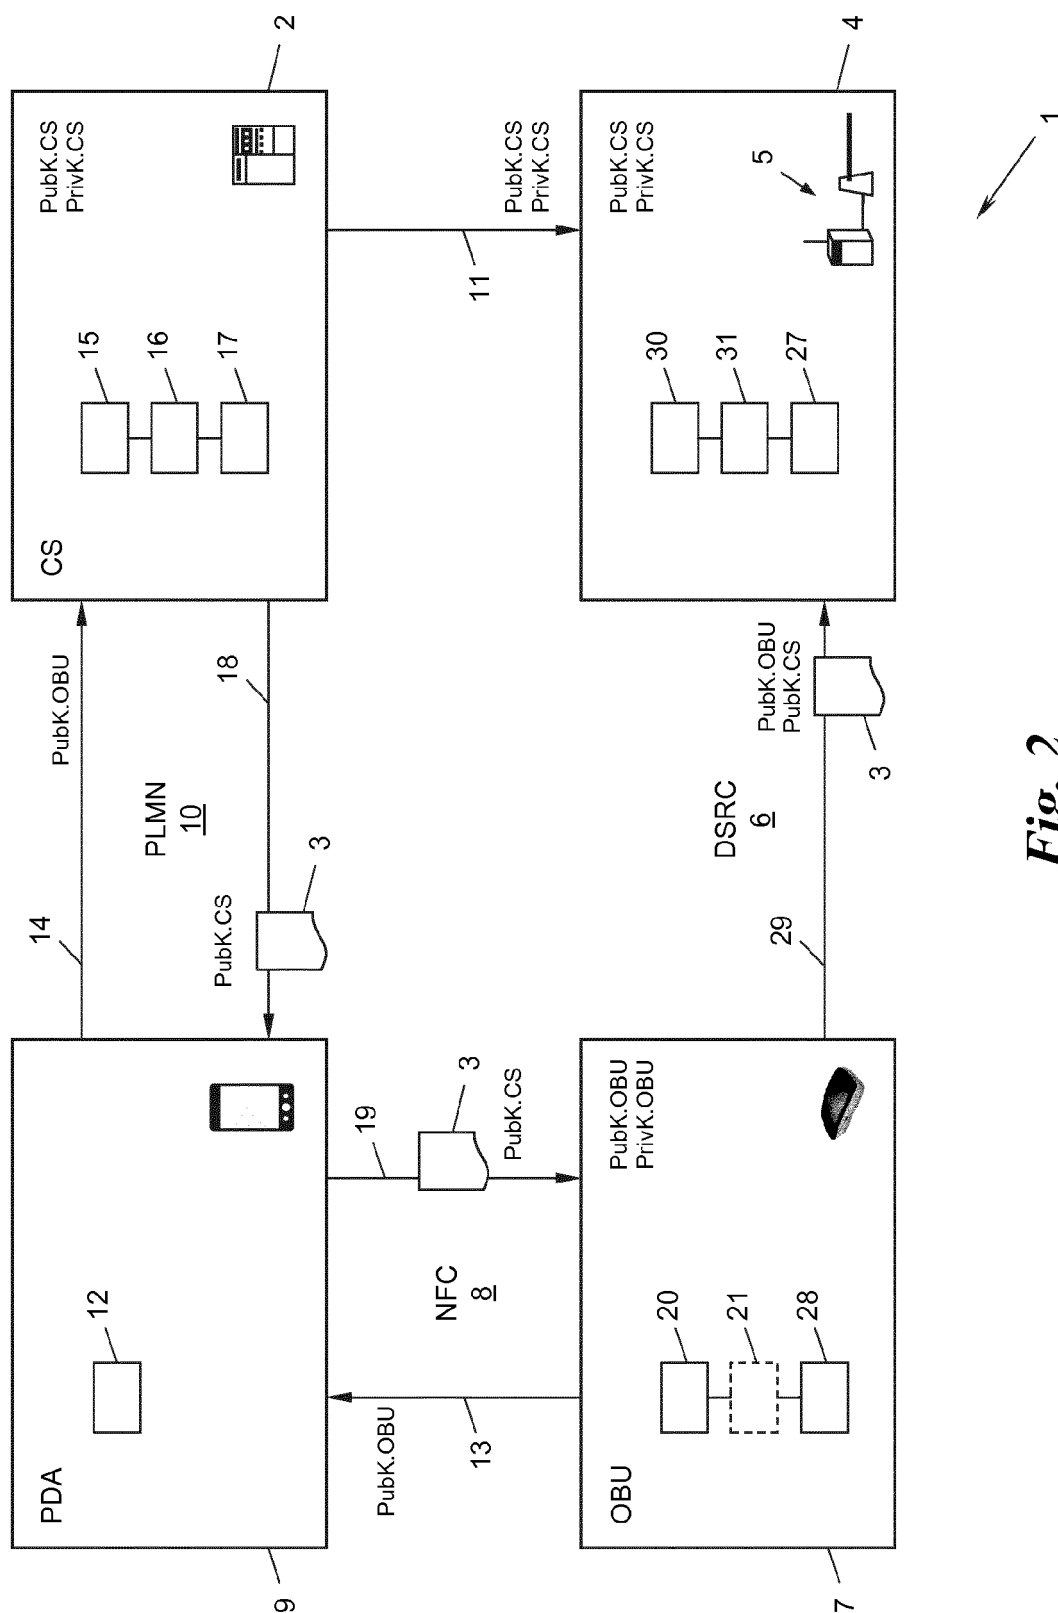 PDA
9
12
14
PubK.OBU
PLMN
10
18
PubK.CS
3
CS
2
15
16
17
PubK.CS
PrivK.CS
13
PubK.OBU
NFC
8
19
3
PubK.CS
11
PubK.CS
PrivK.CS
OBU
7
20
21
28
PubK.OBU
PrivK.OBU
DSRC
6
29
PubK.OBU
PubK.CS
3
4
30
31
27
PubK.CS
PrivK.CS
5
1
Fig. 2